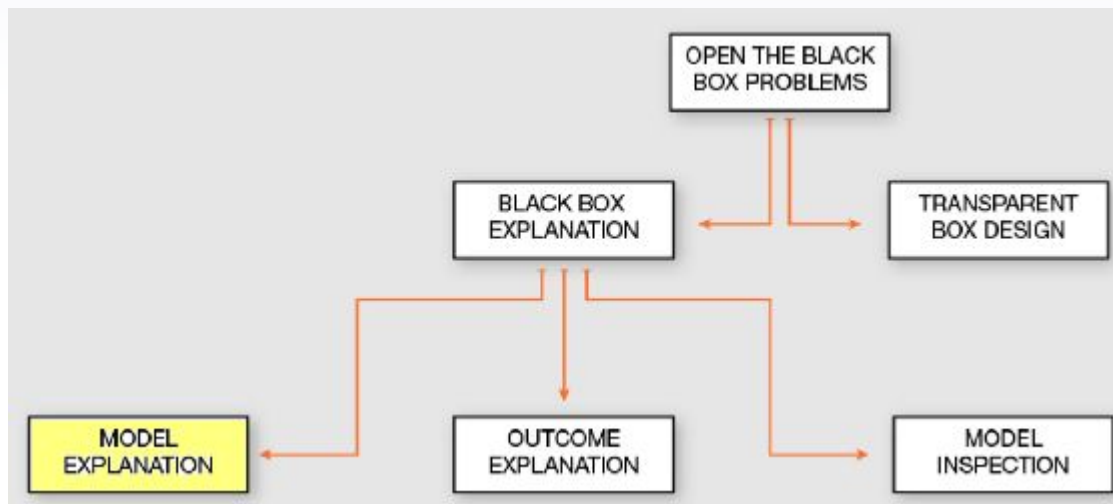 OPEN THE BLACK
BOX PROBLEMS
BLACK BOX
EXPLANATION
TRANSPARENT
BOX DESIGN
MODEL
EXPLANATION
OUTCOME
EXPLANATION
MODEL
INSPECTION